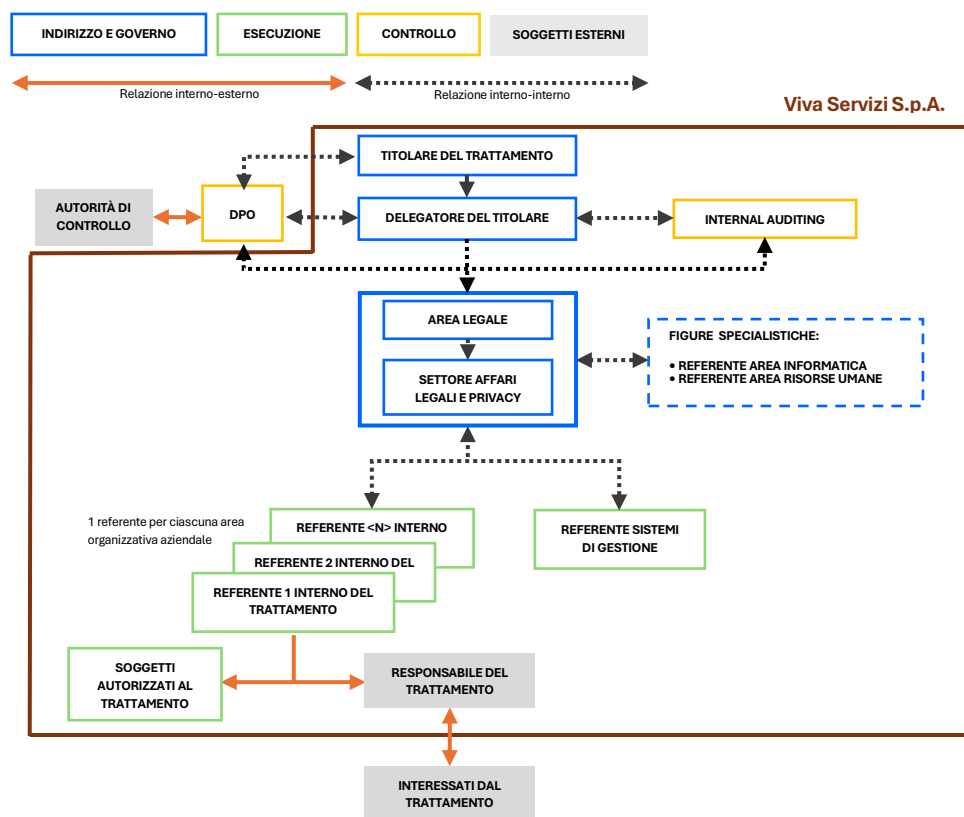 INDIRIZZO E GOVERNO
ESECUZIONE
CONTROLLO
SOGGETTI ESTERNI
Relazione interno-esterno
Relazione interno-interno
Viva Servizi S.p.A.
TITOLARE DEL TRATTAMENTO
AUTORITÀ DI
CONTROLLO
DPO
DELEGATORE DEL TITOLARE
INTERNAL AUDITING
AREA LEGALE
SETTORE AFFARI
LEGALI E PRIVACY
FIGURE SPECIALISTICHE:
• REFERENTE AREA INFORMATICA
• REFERENTE AREA RISORSE UMANE
1 referente per ciascuna area
organizzativa aziendale
REFERENTE <N> INTERNO
REFERENTE 2 INTERNO DEL
REFERENTE 1 INTERNO DEL
TRATTAMENTO
REFERENTE SISTEMI
DI GESTIONE
SOGGETTI
AUTORIZZATI AL
TRATTAMENTO
RESPONSABILE DEL
TRATTAMENTO
INTERESSATI DAL
TRATTAMENTO